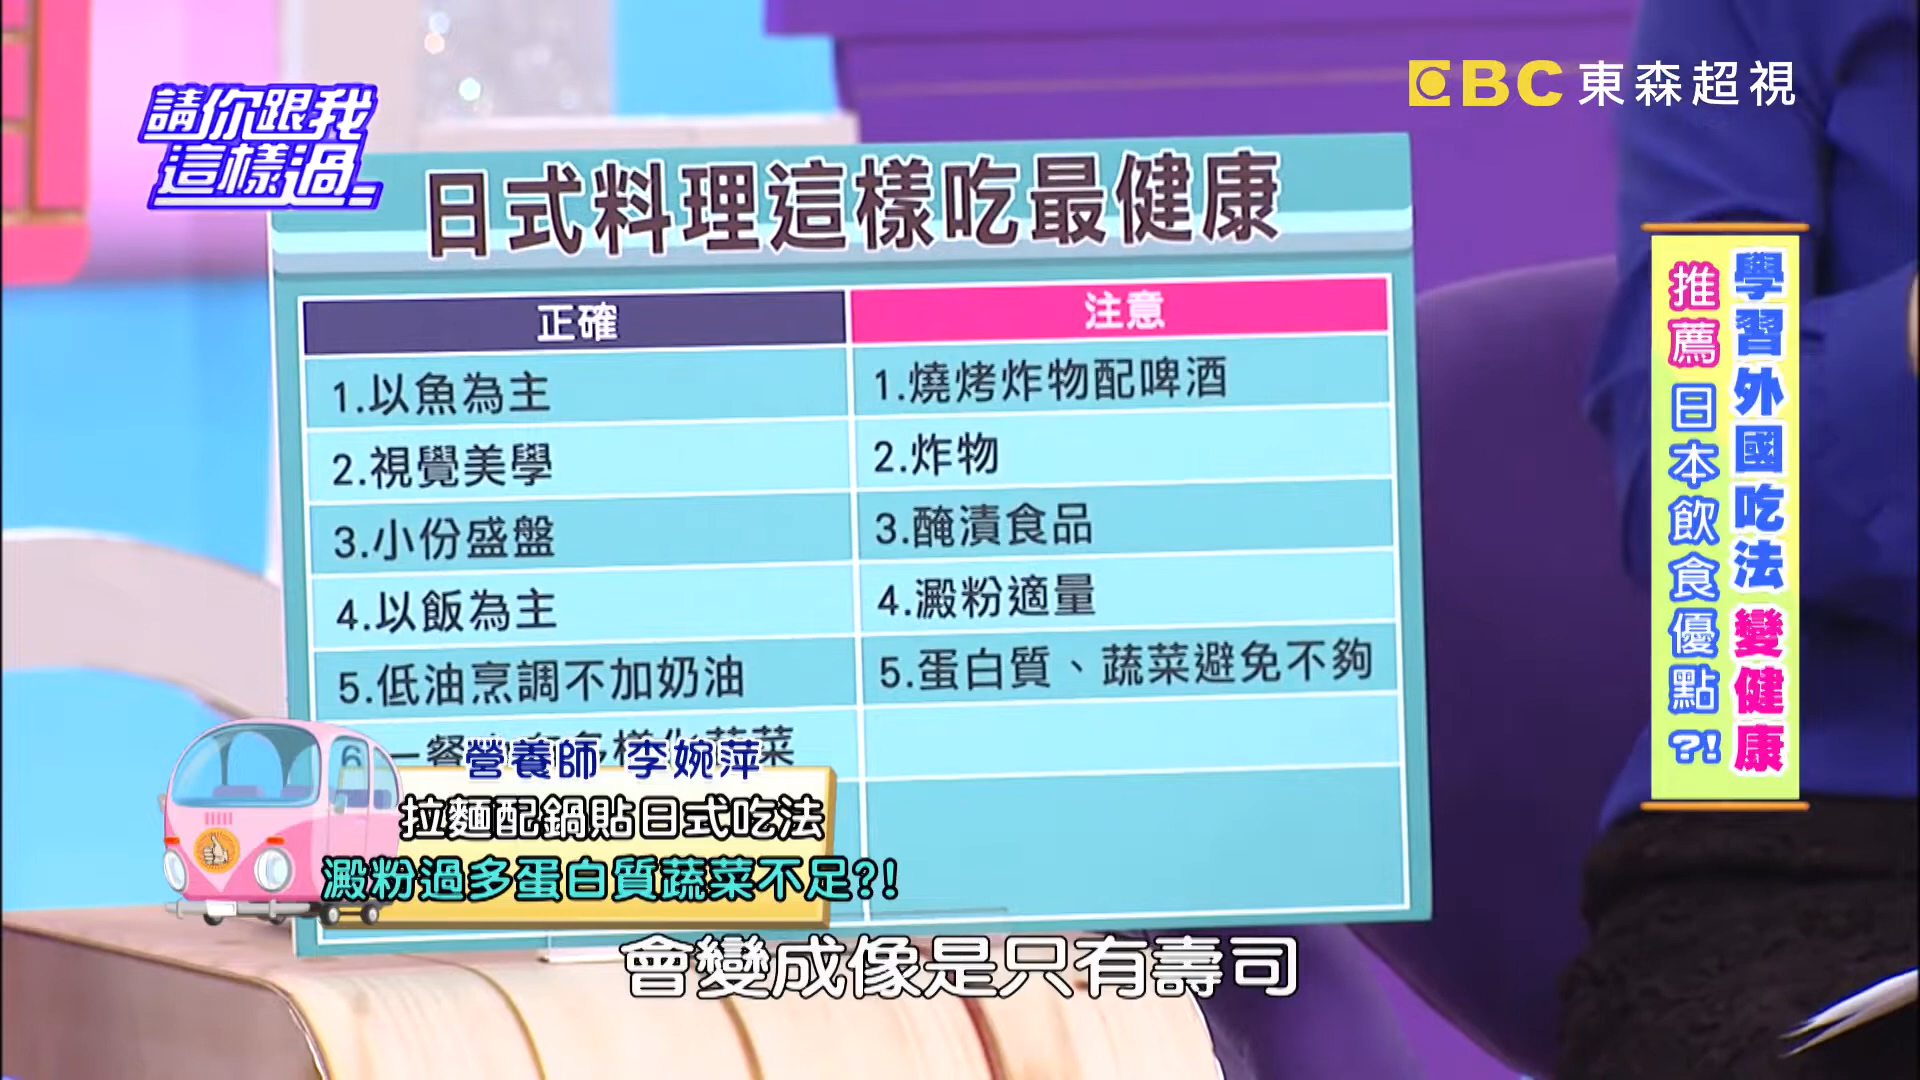 請你跟我
這樣過
EBC 東森超視
日式料理這樣吃最健康
正確
注意
1.以魚為主
1.燒烤炸物配啤酒
2.視覺美學
2.炸物
3.小份盛盤
3.醃漬食品
4.以飯為主
4.澱粉適量
5.低油烹調不加奶油
5.蛋白質、蔬菜避免不夠
學習外國吃法 變健康
推薦 日本飲食優點?!
營養師 李婉萍
拉麵配鍋貼日式吃法
澱粉過多蛋白質蔬菜不足?!
會變成像是只有壽司